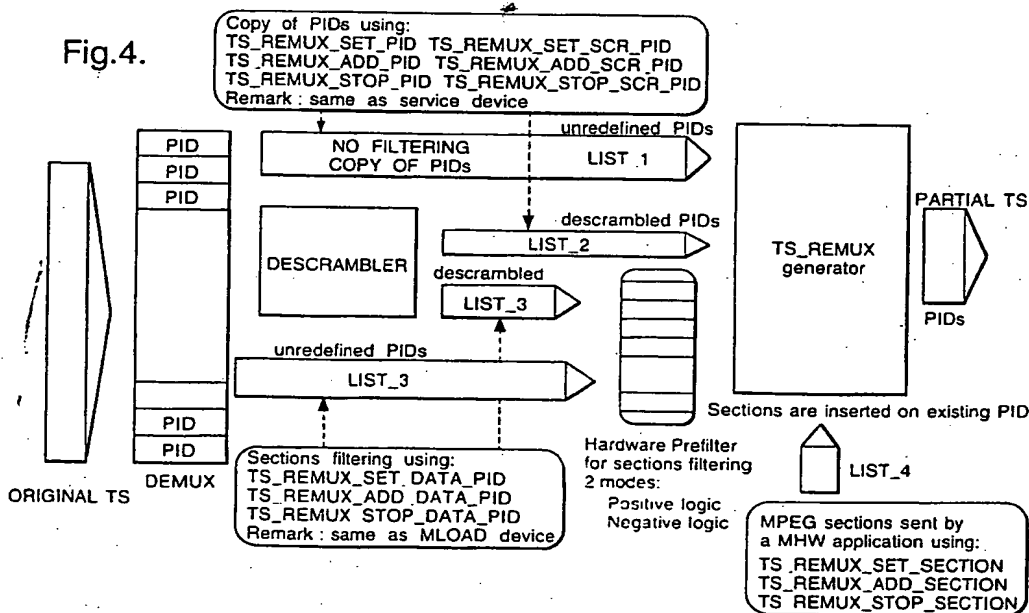 Fig.4.
Copy of PIDs using:
TS_REMUX_SET_PID TS_REMUX_SET_SCR_PID
TS_REMUX_ADD_PID TS_REMUX_ADD_SCR_PID
TS_REMUX_STOP_PID TS_REMUX_STOP_SCR_PID
Remark : same as service device
PID
PID
PID
PID
PID
ORIGINAL TS
DEMUX
unredefined PIDs
NO FILTERING
COPY OF PIDs
LIST_1
DESCRAMBLER
descrambled PIDs
LIST_2
descrambled
LIST_3
unredefined PIDs
LIST_3
TS_REMUX
generator
PARTIAL TS
PIDs
Sections filtering using:
TS_REMUX_SET_DATA_PID
TS_REMUX_ADD_DATA_PID
TS_REMUX STOP_DATA_PID
Remark : same as MLOAD device
Hardware Prefilter
for sections filtering
2 modes:
Positive logic
Negative logic
Sections are inserted on existing PID
LIST_4
MPEG sections sent by
a MHW application using:
TS_REMUX_SET_SECTION
TS_REMUX_ADD_SECTION
TS_REMUX_STOP_SECTION